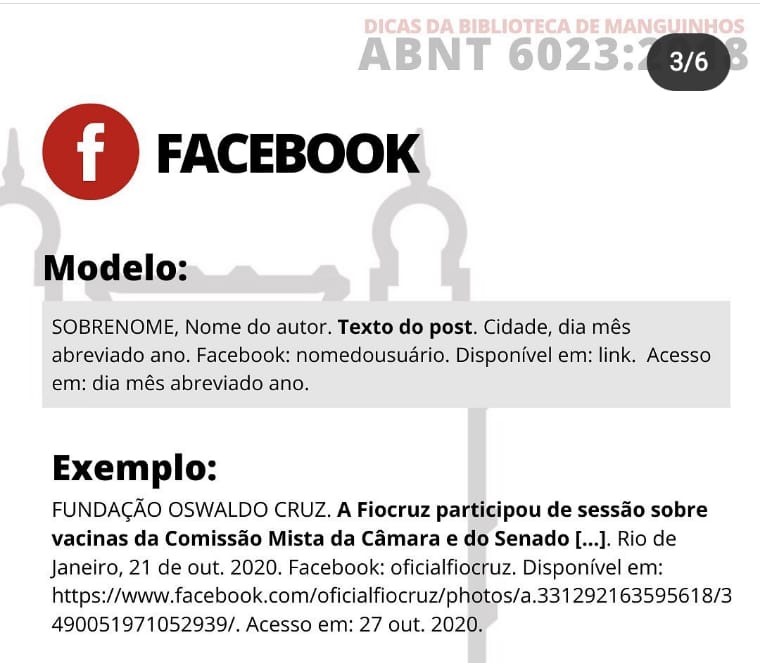 DICAS DA BIBLIOTECA DE MANGUINHOS
ABNT 6023:2 8
3/6
f FACEBOOK
Modelo:
SOBRENOME, Nome do autor. Texto do post. Cidade, dia mês
abreviado ano. Facebook: nomedousuário. Disponível em: link. Acesso
em: dia mês abreviado ano.
Exemplo:
FUNDAÇÃO OSWALDO CRUZ. A Fiocruz participou de sessão sobre
vacinas da Comissão Mista da Câmara e do Senado [...]. Rio de
Janeiro, 21 de out. 2020. Facebook: oficialfiocruz. Disponível em:
https://www.facebook.com/oficialfiocruz/photos/a.331292163595618/3
490051971052939/. Acesso em: 27 out. 2020.